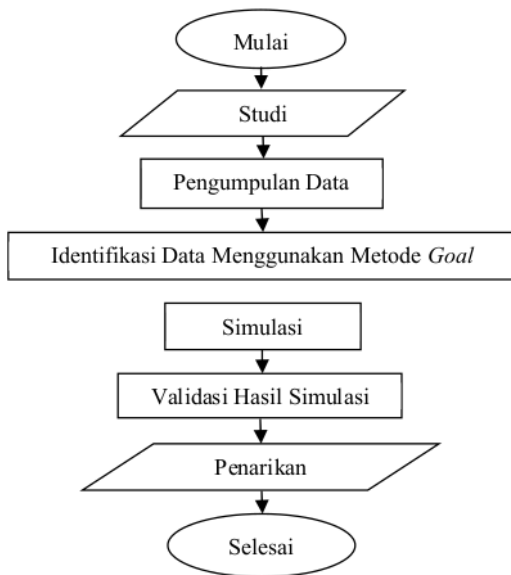 Mulai
Studi
Pengumpulan Data
Identifikasi Data Menggunakan Metode Goal
Simulasi
Validasi Hasil Simulasi
Penarikan
Selesai